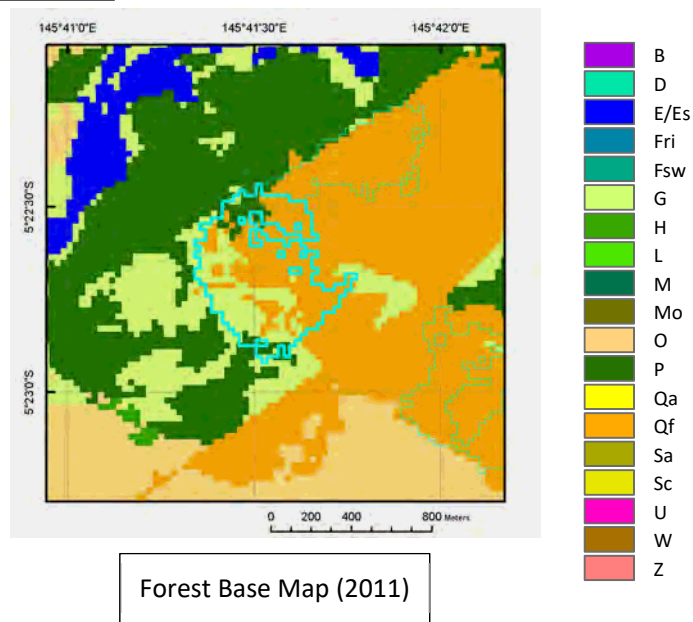 145°41'0"E 145°41'30"E 145°42'0"E
5°22'30"S
5°23'0"S
0 200 400 800 Meters
Forest Base Map (2011)
B
D
E/Es
Fri
Fsw
G
H
L
M
Mo
O
P
Qa
Qf
Sa
Sc
U
W
Z